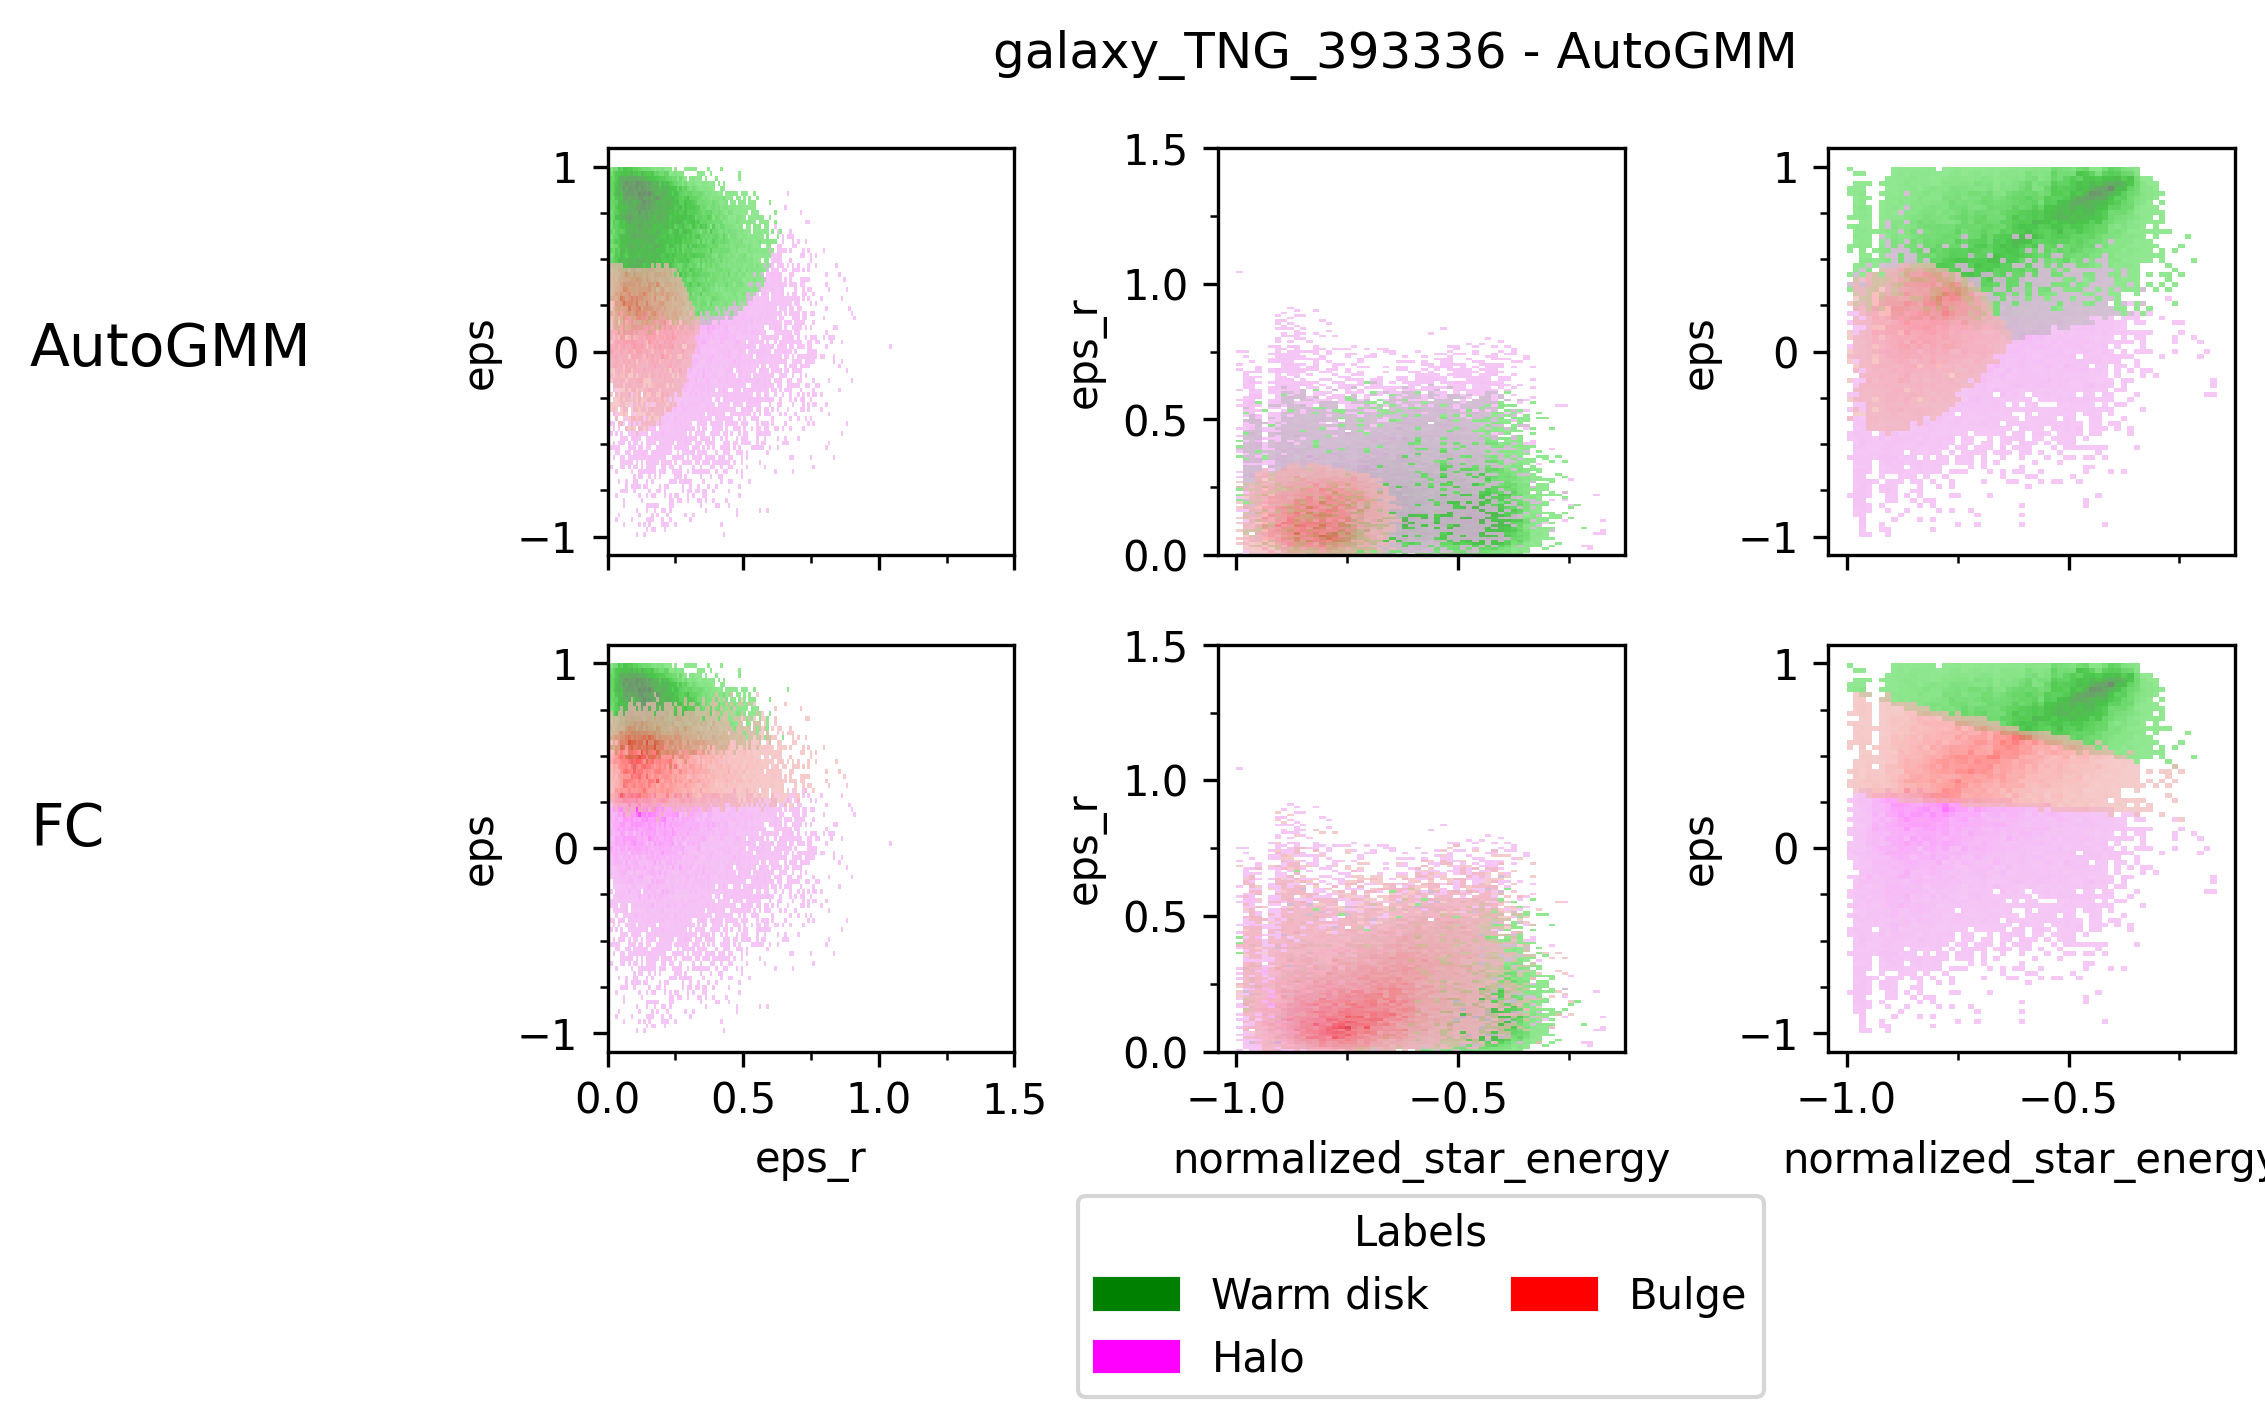 galaxy_TNG_393336 - AutoGMM
AutoGMM
eps
1
0
−1
eps_r
1.5
1.0
0.5
0.0
eps
1
0
−1
FC
eps
1
0
−1
0.0 0.5 1.0 1.5
eps_r
eps_r
1.5
1.0
0.5
0.0
−1.0 −0.5
normalized_star_energy
eps
1
0
−1
−1.0 −0.5
normalized_star_energy
Labels
Warm disk
Halo
Bulge